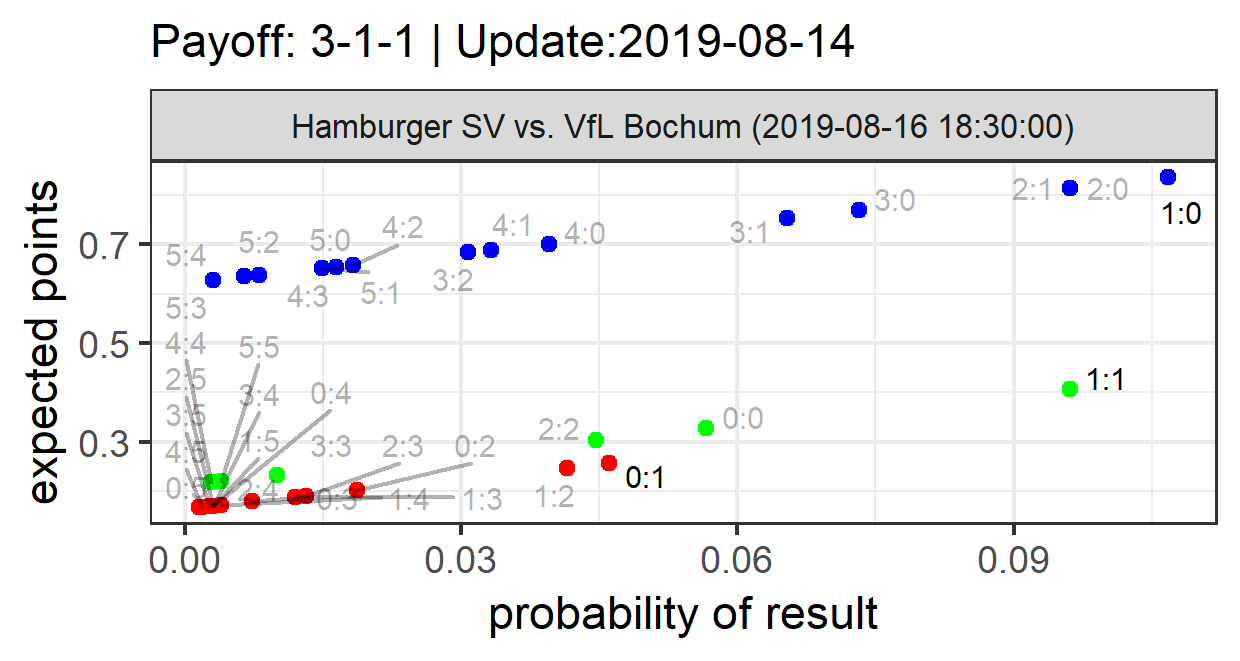 Payoff: 3-1-1 | Update:2019-08-14
Hamburger SV vs. VfL Bochum (2019-08-16 18:30:00)
expected points
0.7
0.5
0.3
2:1 2:0
3:0
1:0
3:1
4:2 4:1 4:0
5:4 5:2 5:0
3:2
4:3 5:1
5:3
4:4 5:5
2:5
3:4 0:4
1:1
3:5
0:0
2:2
1:5 3:3 2:3 0:2
4:5
0:1
2:4 0:3 1:4 1:3 1:2
0.00 0.03 0.06 0.09
probability of result